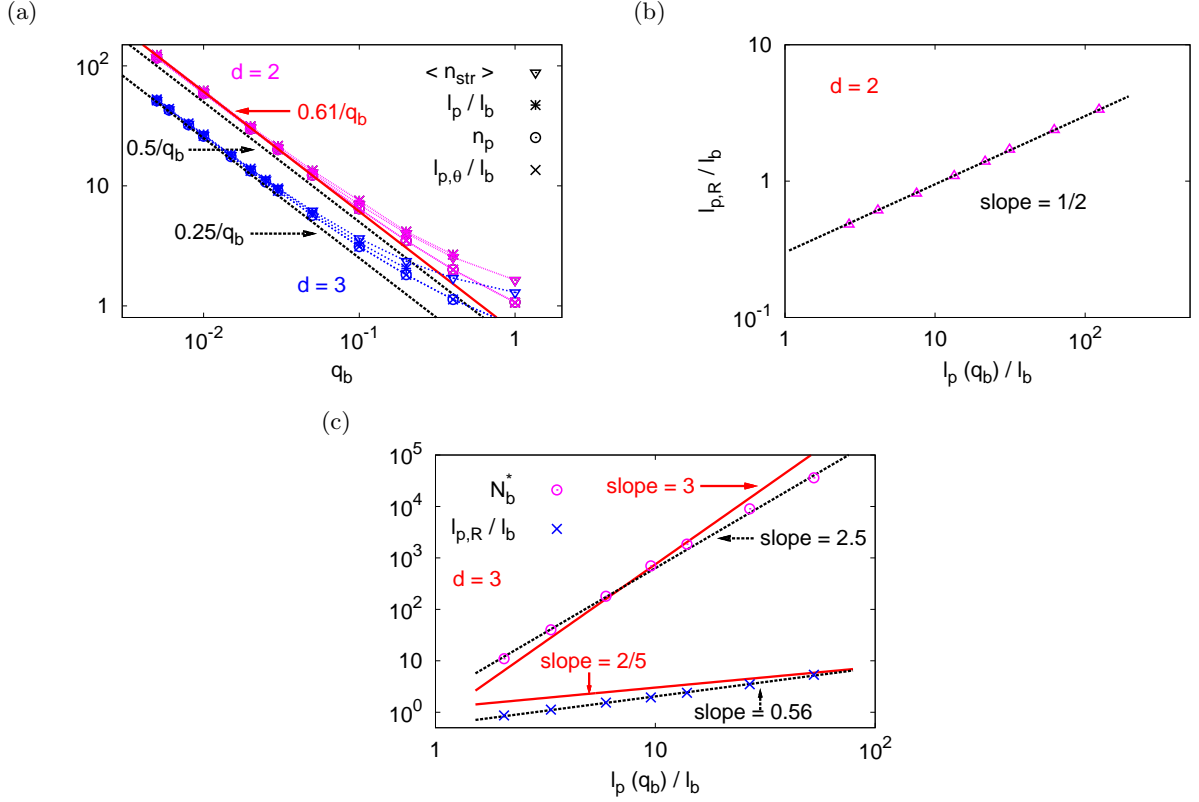 (a)
10^2
10
1
10^-2
10^-1
1
q_b
d = 2
d = 3
0.61/q_b
0.5/q_b
0.25/q_b
< n_str >
l_p / l_b
n_p
l_p,θ / l_b
(b)
10
1
10^-1
1
10
10^2
l_p,R / l_b
l_p (q_b) / l_b
d = 2
slope = 1/2
(c)
10^5
10^4
10^3
10^2
10
10^0
1
10
10^2
l_p (q_b) / l_b
N_b^*
l_p,R / l_b
d = 3
slope = 3
slope = 2.5
slope = 2/5
slope = 0.56